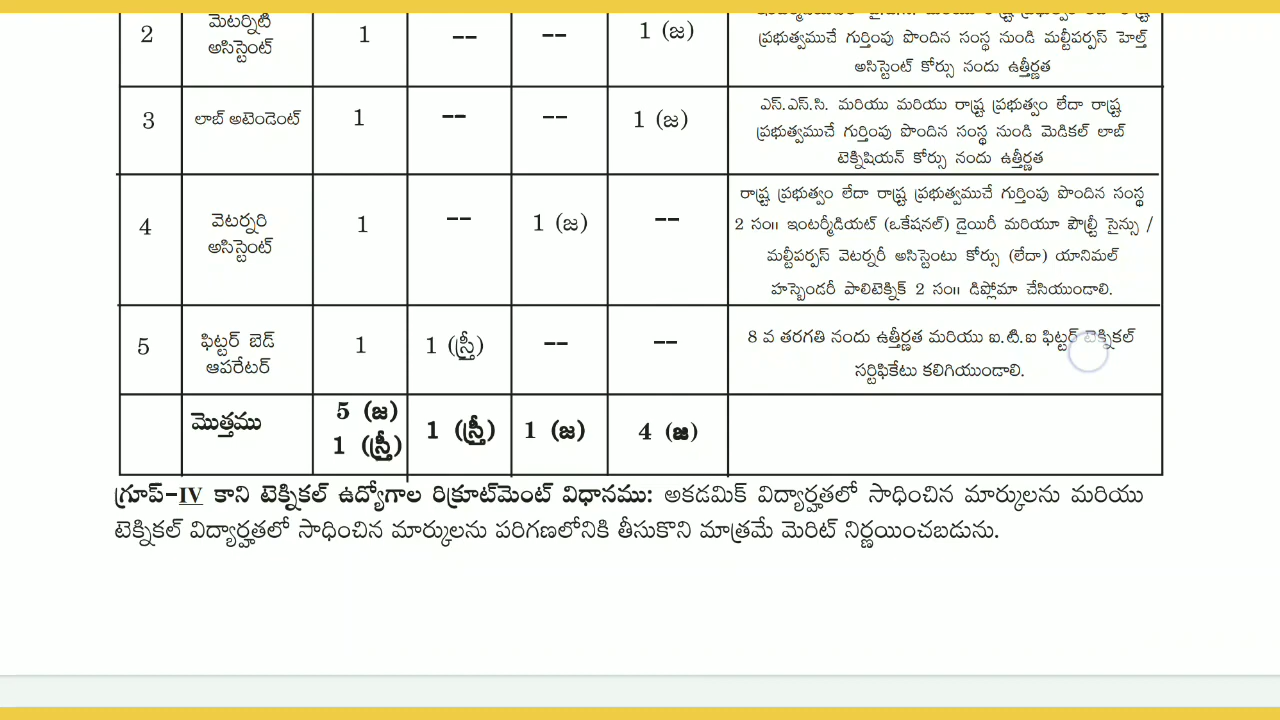 2 మెటర్నిటీ అసిస్టెంట్ 1 -- -- 1 (జ)
ప్రభుత్వముచే గుర్తింపు పొందిన సంస్థ నుండి మల్టీపర్పస్ హెల్త్
అసిస్టెంట్ కోర్సు నందు ఉత్తీర్ణత
3 లాబ్ అటెండెంట్ 1 -- -- 1 (జ)
ఎస్.ఎస్.సి. మరియు మరియు రాష్ట్ర ప్రభుత్వం లేదా రాష్ట్ర
ప్రభుత్వముచే గుర్తింపు పొందిన సంస్థ నుండి మెడికల్ లాబ్
టెక్నిషియన్ కోర్సు నందు ఉత్తీర్ణత
4 వెటర్నరి అసిస్టెంట్ 1 -- 1 (జ) --
రాష్ట్ర ప్రభుత్వం లేదా రాష్ట్ర ప్రభుత్వముచే గుర్తింపు పొందిన సంస్థ
2 సం॥ ఇంటర్మీడియట్ (ఒకేషనల్) డైయిరీ మరియూ పౌల్ట్రీ సైన్సు /
మల్టీపర్పస్ వెటర్నరీ అసిస్టెంటు కోర్సు (లేదా) యానిమల్
హస్బెండరీ పాలిటెక్నిక్ 2 సం॥ డిప్లోమా చేసియుండాలి.
5 ఫిట్టర్ బెడ్ ఆపరేటర్ 1 1 (స్త్రీ) -- --
8 వ తరగతి నందు ఉత్తీర్ణత మరియు ఐ.టి.ఐ ఫిట్టర్ టెక్నికల్
సర్టిఫికేటు కలిగియుండాలి.
మొత్తము 5 (జ) 1 (స్త్రీ) 1 (స్త్రీ) 1 (జ) 4 (జ)
గ్రూప్-IV కాని టెక్నికల్ ఉద్యోగాల రిక్రూట్‌మెంట్ విధానము: అకడమిక్ విద్యార్హతలో సాధించిన మార్కులను మరియు
టెక్నికల్ విద్యార్హతలో సాధించిన మార్కులను పరిగణలోనికి తీసుకొని మాత్రమే మెరిట్ నిర్ణయించబడును.